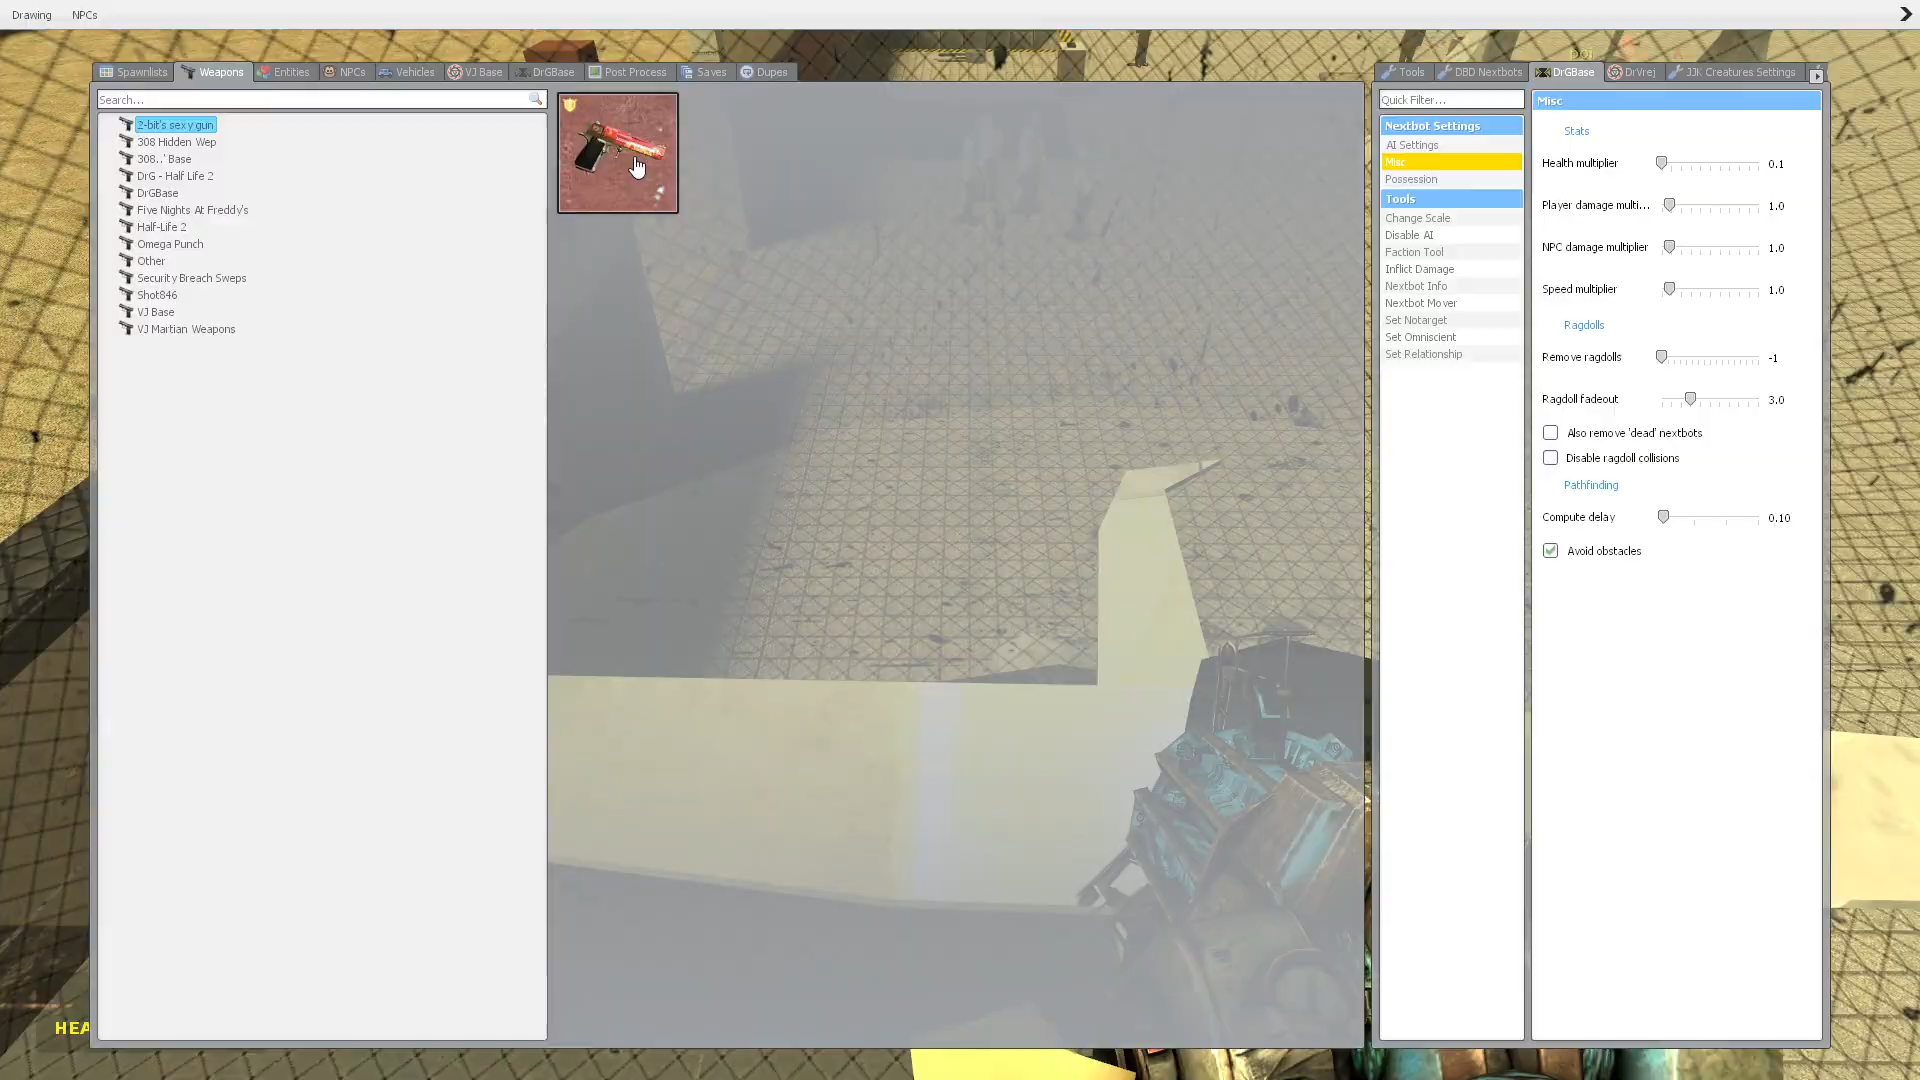 Drawing NPCs
Spawnlists Weapons Entities NPCs Vehicles VJ Base DrGBase Post Process Saves Dupes
Search...
2-bit's sexy gun
308 Hidden Wep
308..' Base
DrG - Half Life 2
DrGBase
Five Nights At Freddy's
Half-Life 2
Omega Punch
Other
Security Breach Sweps
Shot846
VJ Base
VJ Martian Weapons
HEA
Tools DBD Nextbots DrGBase DrVrej JJK Creatures Settings
Quick Filter...
Nextbot Settings
AI Settings
Misc
Possession
Tools
Change Scale
Disable AI
Faction Tool
Inflict Damage
Nextbot Info
Nextbot Mover
Set Notarget
Set Omniscient
Set Relationship
Misc
Stats
Health multiplier 0.1
Player damage multi... 1.0
NPC damage multiplier 1.0
Speed multiplier 1.0
Ragdolls
Remove ragdolls -1
Ragdoll fadeout 3.0
Also remove 'dead' nextbots
Disable ragdoll collisions
Pathfinding
Compute delay 0.10
Avoid obstacles